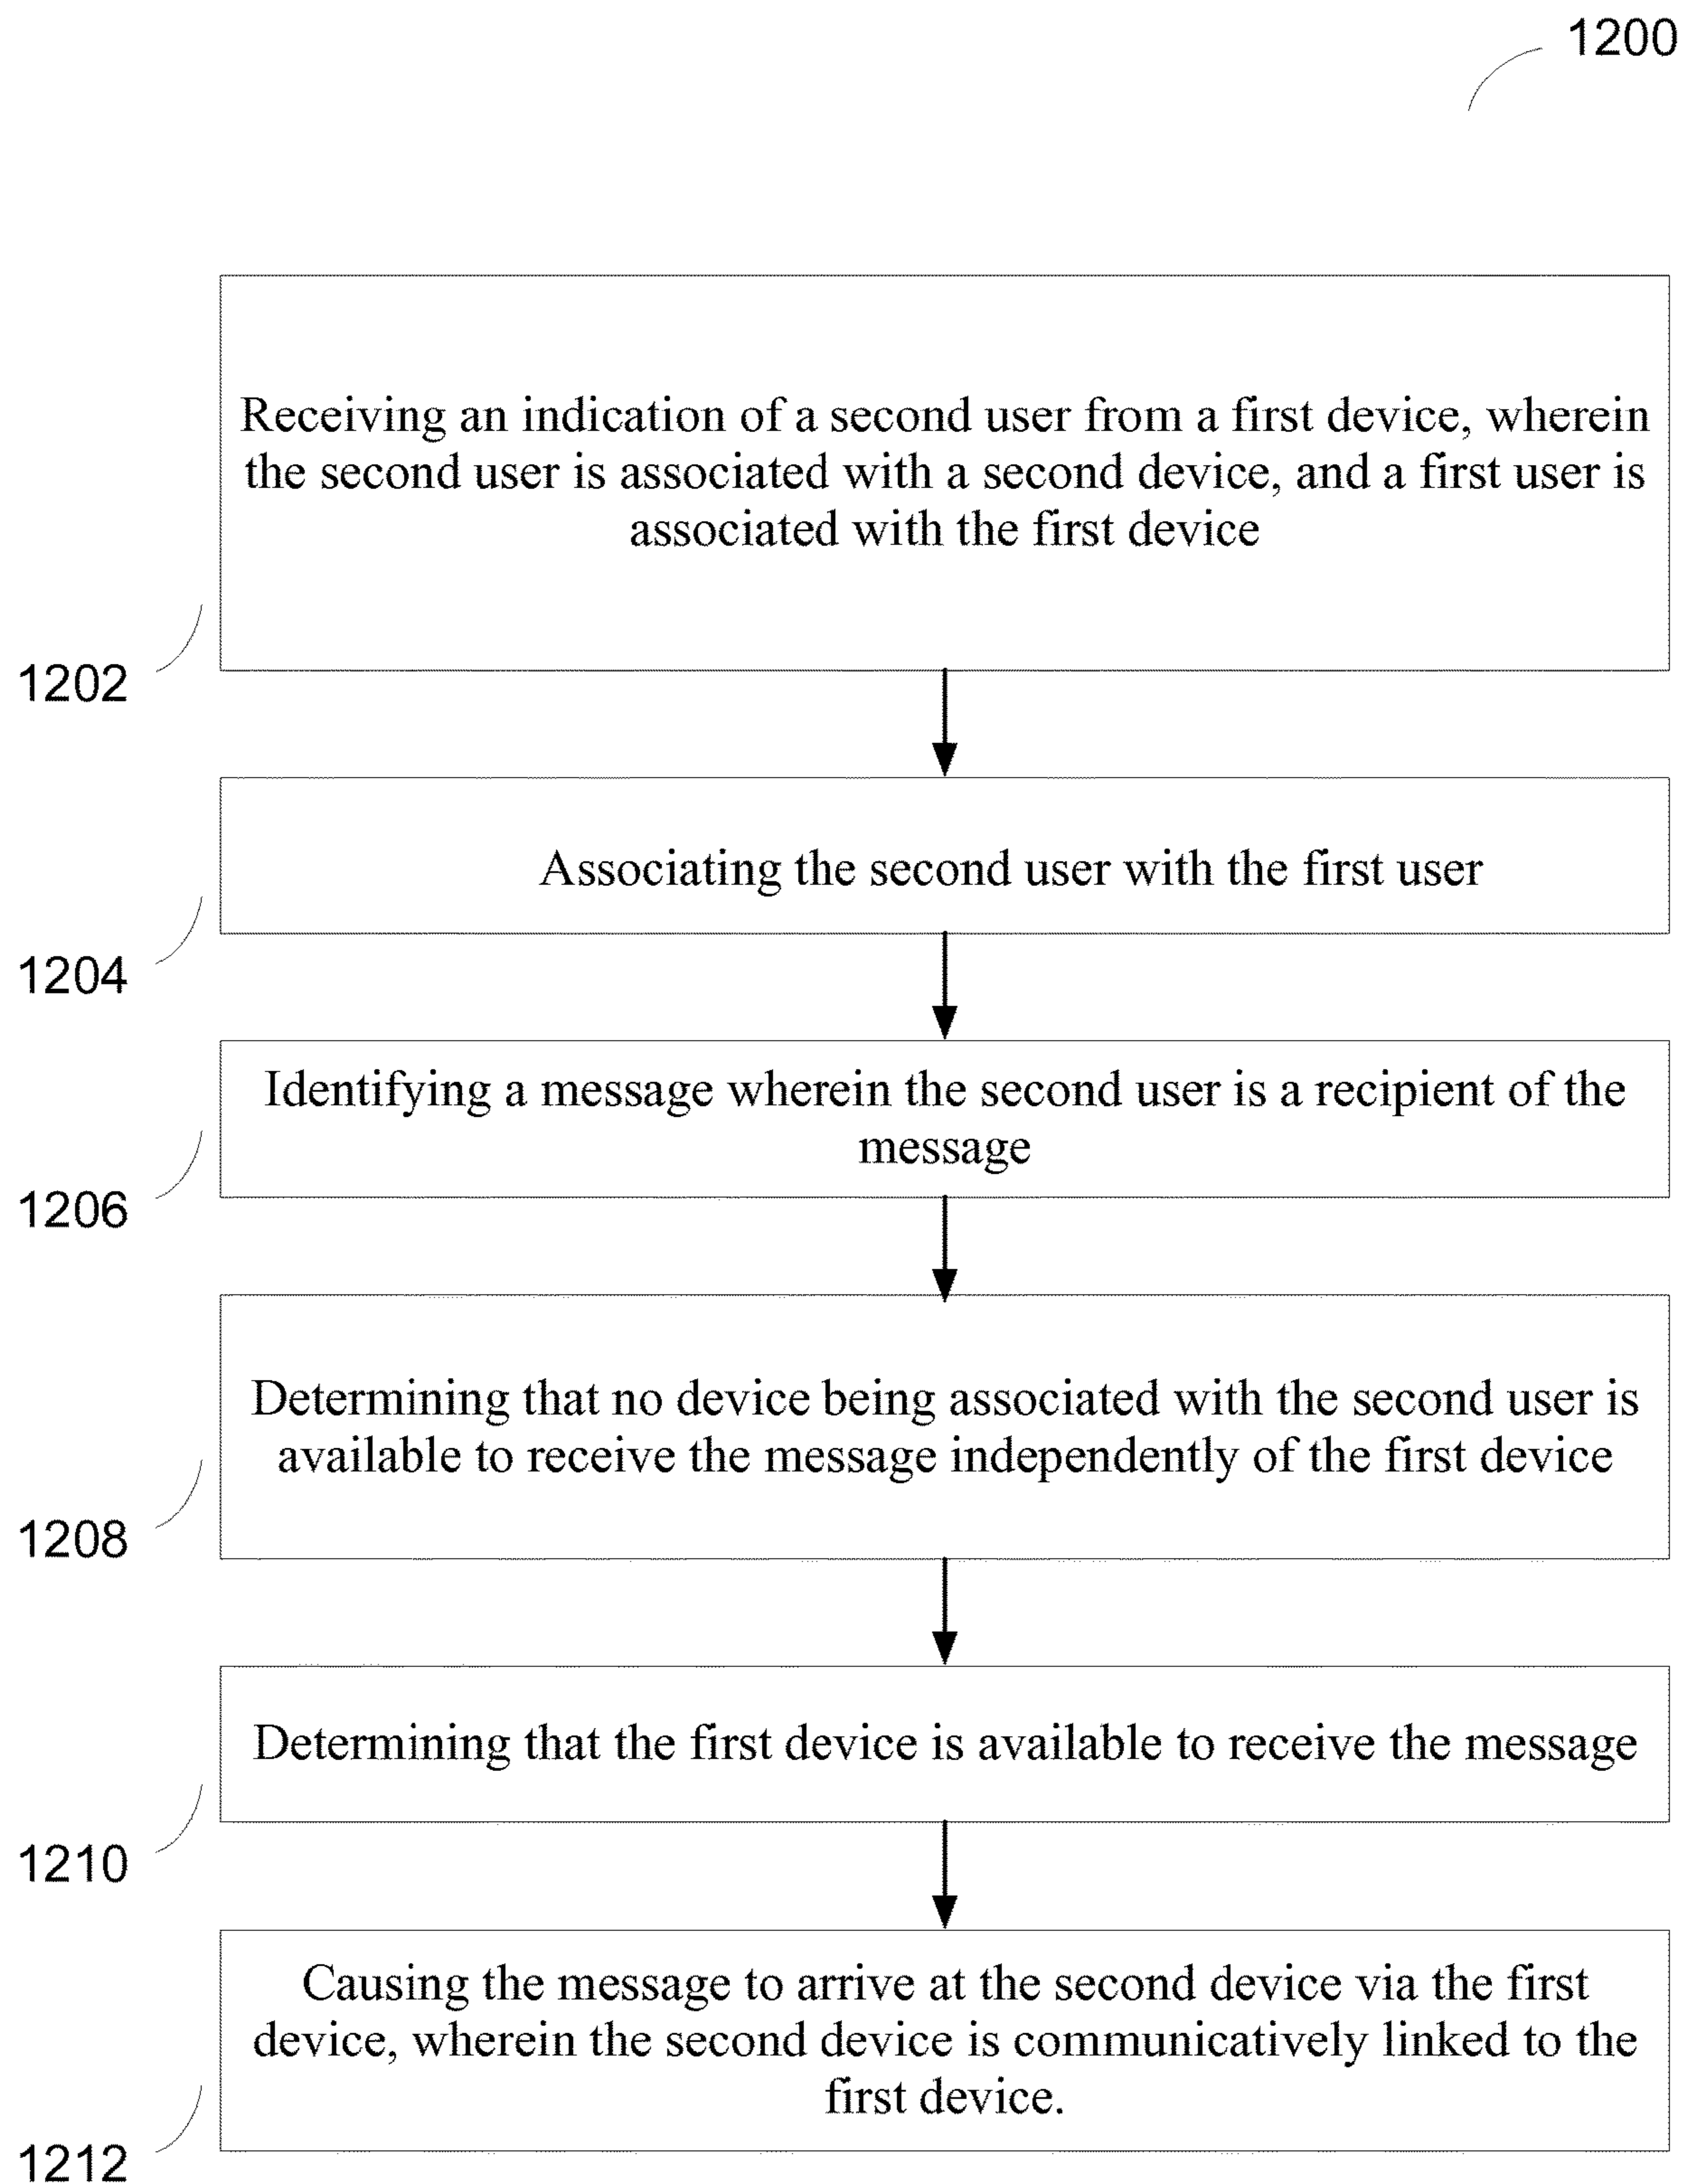 1200
Receiving an indication of a second user from a first device, wherein
the second user is associated with a second device, and a first user is
associated with the first device
1202
Associating the second user with the first user
1204
Identifying a message wherein the second user is a recipient of the
message
1206
Determining that no device being associated with the second user is
available to receive the message independently of the first device
1208
Determining that the first device is available to receive the message
1210
Causing the message to arrive at the second device via the first
device, wherein the second device is communicatively linked to the
first device.
1212